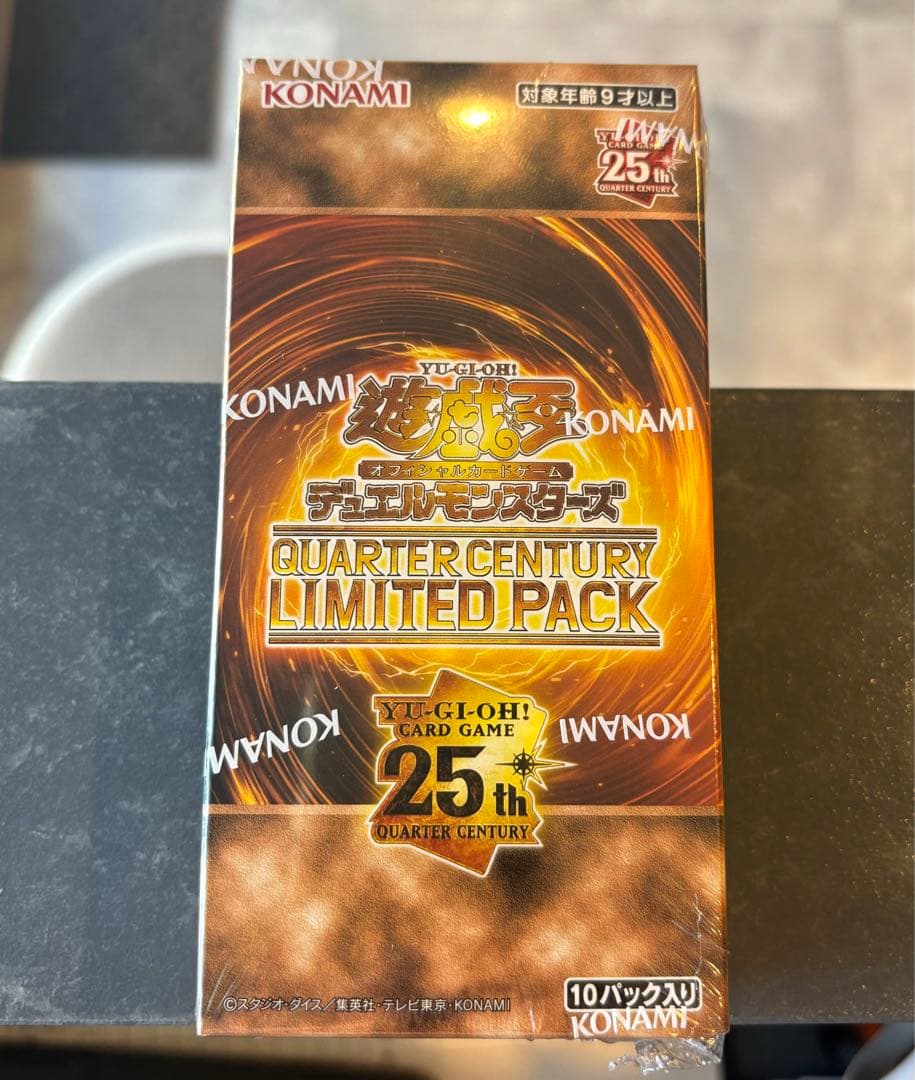 KONAMI
KONAMI
対象年齢9才以上
KONAMI
YU-GI-OH!
CARD GAME
25th
QUARTER CENTURY
YU-GI-OH!
KONAMI
遊戯王
KONAMI
オフィシャルカードゲーム
デュエルモンスターズ
QUARTER CENTURY
LIMITED PACK
YU-GI-OH!
CARD GAME
25th
QUARTER CENTURY
KONAMI
KONAMI
©スタジオ・ダイス/集英社・テレビ東京・KONAMI
10パック入り
KONAMI